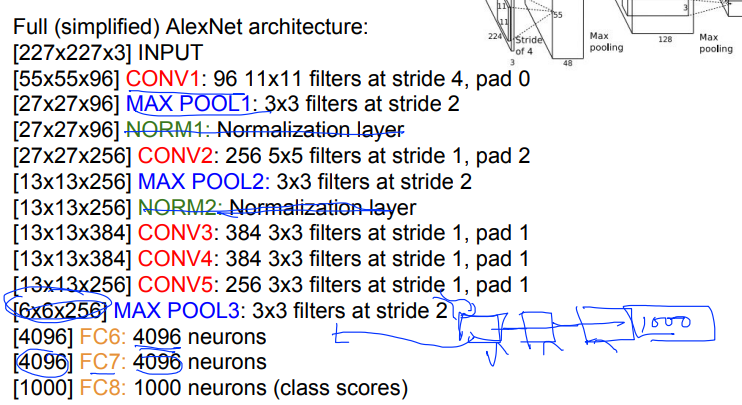 Full (simplified) AlexNet architecture:
[227x227x3] INPUT
[55x55x96] CONV1: 96 11x11 filters at stride 4, pad 0
[27x27x96] MAX POOL1: 3x3 filters at stride 2
[27x27x96] NORM1: Normalization layer
[27x27x256] CONV2: 256 5x5 filters at stride 1, pad 2
[13x13x256] MAX POOL2: 3x3 filters at stride 2
[13x13x256] NORM2: Normalization layer
[13x13x384] CONV3: 384 3x3 filters at stride 1, pad 1
[13x13x384] CONV4: 384 3x3 filters at stride 1, pad 1
[13x13x256] CONV5: 256 3x3 filters at stride 1, pad 1
[6x6x256] MAX POOL3: 3x3 filters at stride 2
[4096] FC6: 4096 neurons
[4096] FC7: 4096 neurons
[1000] FC8: 1000 neurons (class scores)
11
11
224
Stride
of 4
3
55
48
Max
pooling
3
128
Max
pooling
1000